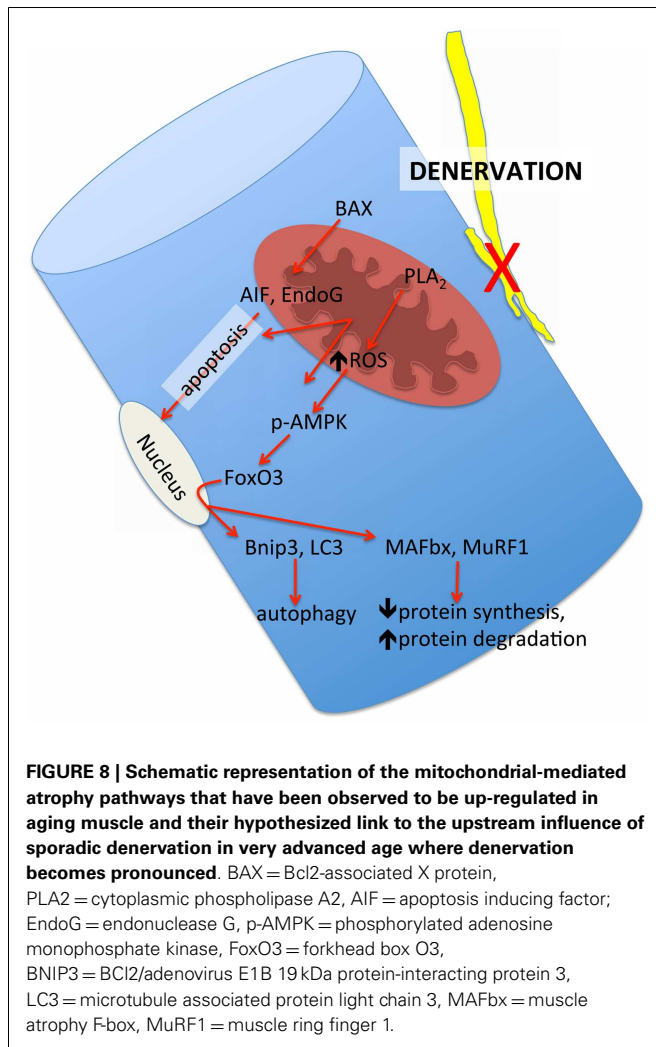 DENERVATION
BAX
PLA2
AIF, EndoG
apoptosis
↑ROS
p-AMPK
Nucleus
FoxO3
Bnip3, LC3
MAFbx, MuRF1
autophagy
↓protein synthesis,
↑protein degradation
FIGURE 8 | Schematic representation of the mitochondrial-mediated
atrophy pathways that have been observed to be up-regulated in
aging muscle and their hypothesized link to the upstream influence of
sporadic denervation in very advanced age where denervation
becomes pronounced. BAX = Bcl2-associated X protein,
PLA2 = cytoplasmic phospholipase A2, AIF = apoptosis inducing factor;
EndoG = endonuclease G, p-AMPK = phosphorylated adenosine
monophosphate kinase, FoxO3 = forkhead box O3,
BNIP3 = BCl2/adenovirus E1B 19 kDa protein-interacting protein 3,
LC3 = microtubule associated protein light chain 3, MAFbx = muscle
atrophy F-box, MuRF1 = muscle ring finger 1.